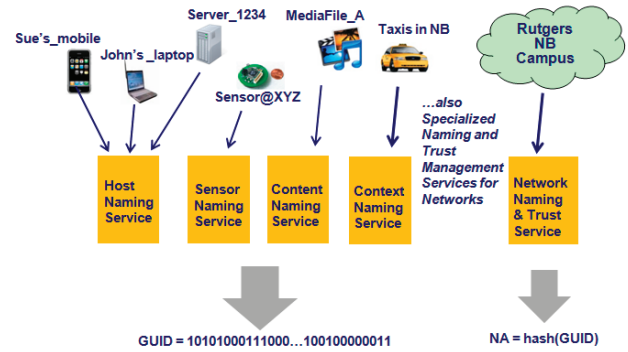 Sue's_mobile
John's _laptop
Server_1234
Sensor@XYZ
MediaFile_A
Taxis in NB
Rutgers
NB
Campus
...also
Specialized
Naming and
Trust
Management
Services for
Networks
Host
Naming
Service
Sensor
Naming
Service
Content
Naming
Service
Context
Naming
Service
Network
Naming
& Trust
Service
GUID = 10101000111000...100100000011
NA = hash(GUID)